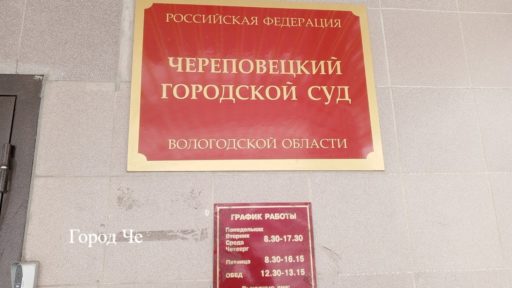 РОССИЙСКАЯ ФЕДЕРАЦИЯ
ЧЕРЕПОВЕЦКИЙ
ГОРОДСКОЙ СУД
ВОЛОГОДСКОЙ ОБЛАСТИ
ГРАФИК РАБОТЫ
Понедельник
Вторник
Среда
Четверг
8.30-17.30
Пятница 8.30-16.15
ОБЕД 12.30-13.15
Город Че